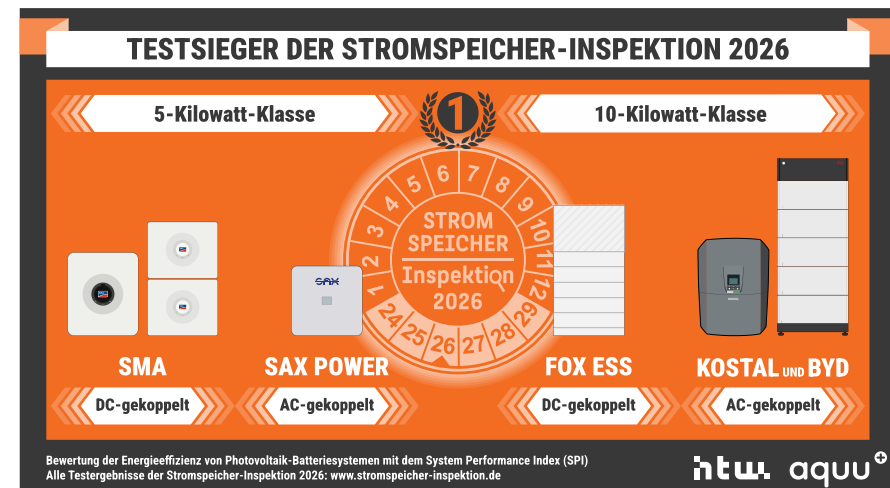 TESTSIEGER DER STROMSPEICHER-INSPEKTION 2026
5-Kilowatt-Klasse
1
10-Kilowatt-Klasse
1 2 3 4 5 6 7 8 9 10 11 12
STROM
SPEICHER
Inspektion
2026
24 25 26 27 28 29
SAX
SMA
SAX POWER
FOX ESS
KOSTAL UND BYD
DC-gekoppelt
AC-gekoppelt
DC-gekoppelt
AC-gekoppelt
Bewertung der Energieeffizienz von Photovoltaik-Batteriesystemen mit dem System Performance Index (SPI)
Alle Testergebnisse der Stromspeicher-Inspektion 2026: www.stromspeicher-inspektion.de
htw. aquu+